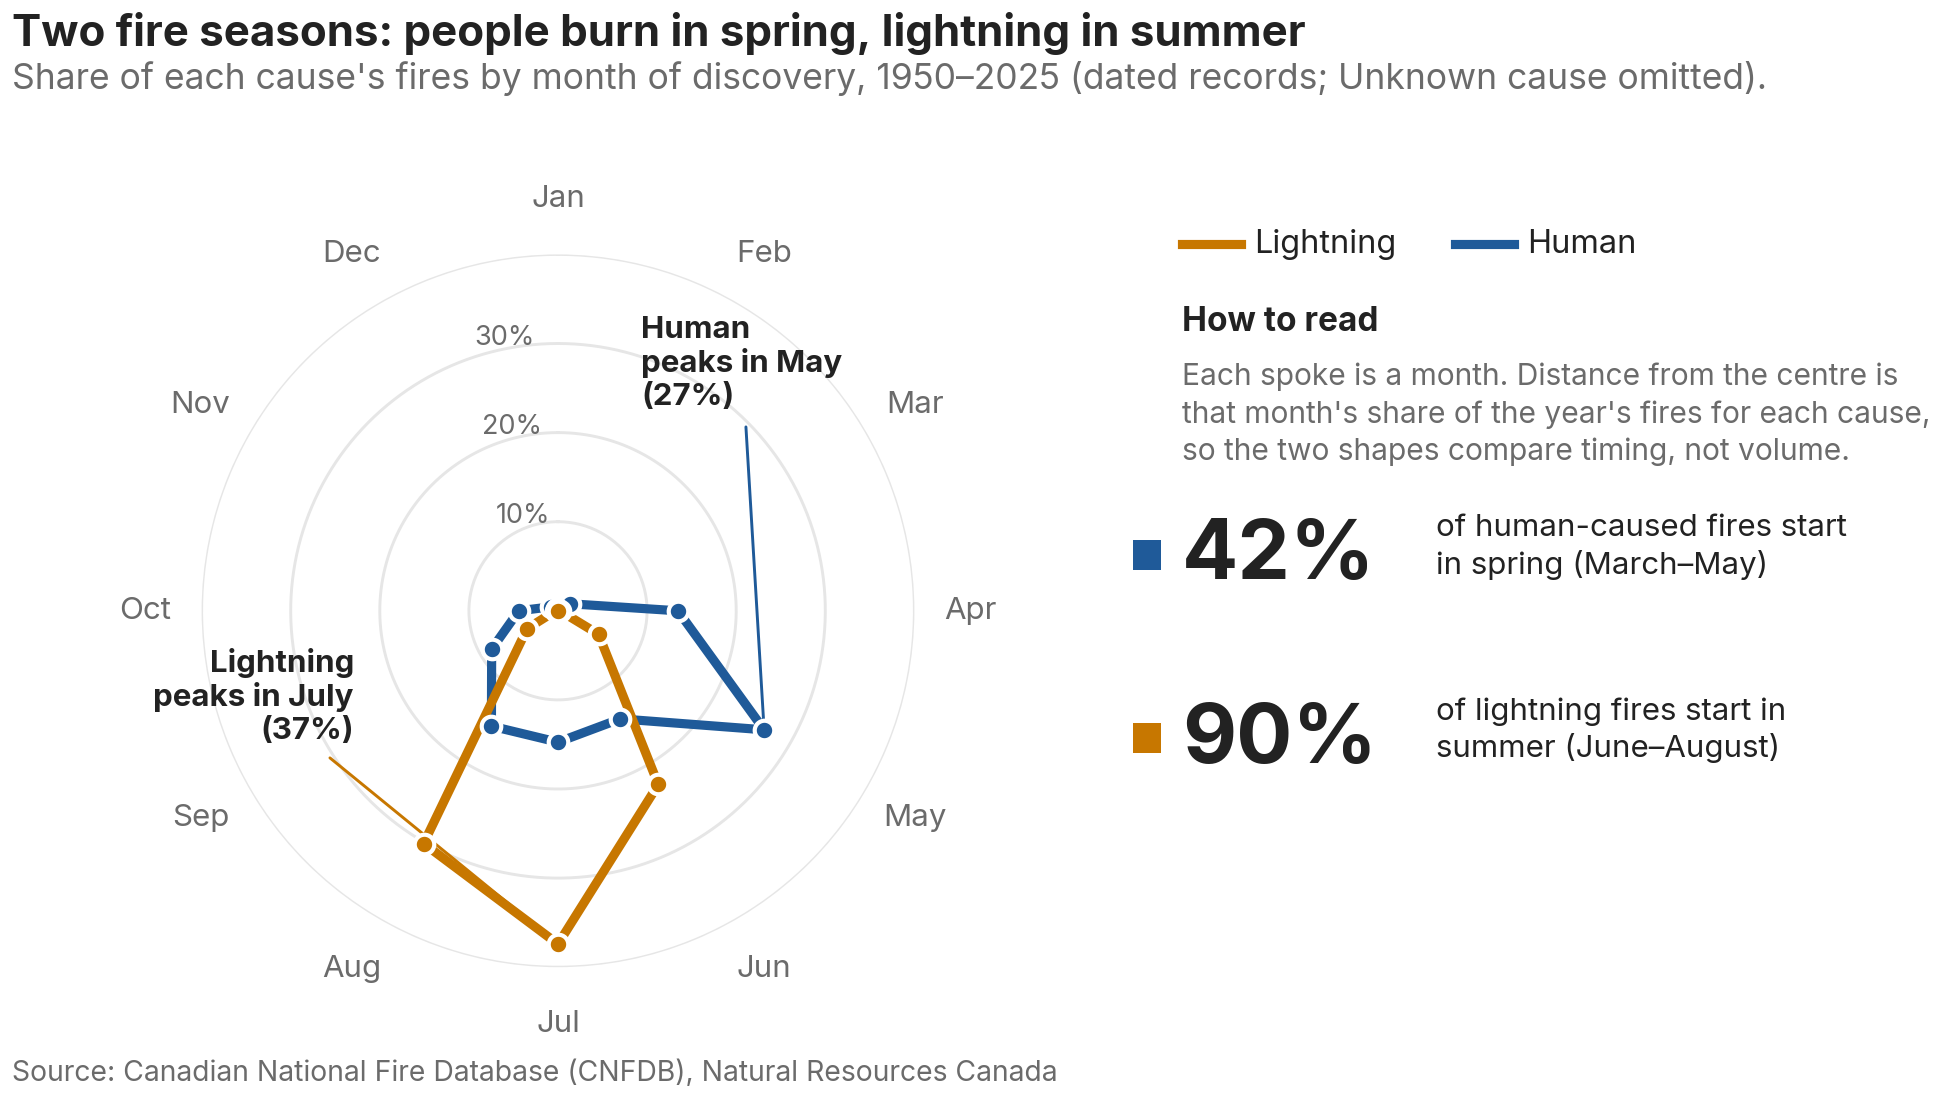 Two fire seasons: people burn in spring, lightning in summer
Share of each cause's fires by month of discovery, 1950–2025 (dated records; Unknown cause omitted).
Jan
Feb
Mar
Apr
May
Jun
Jul
Aug
Sep
Oct
Nov
Dec
30%
20%
10%
Human
peaks in May
(27%)
Lightning
peaks in July
(37%)
Lightning
Human
How to read
Each spoke is a month. Distance from the centre is
that month's share of the year's fires for each cause,
so the two shapes compare timing, not volume.
42%
of human-caused fires start
in spring (March–May)
90%
of lightning fires start in
summer (June–August)
Source: Canadian National Fire Database (CNFDB), Natural Resources Canada